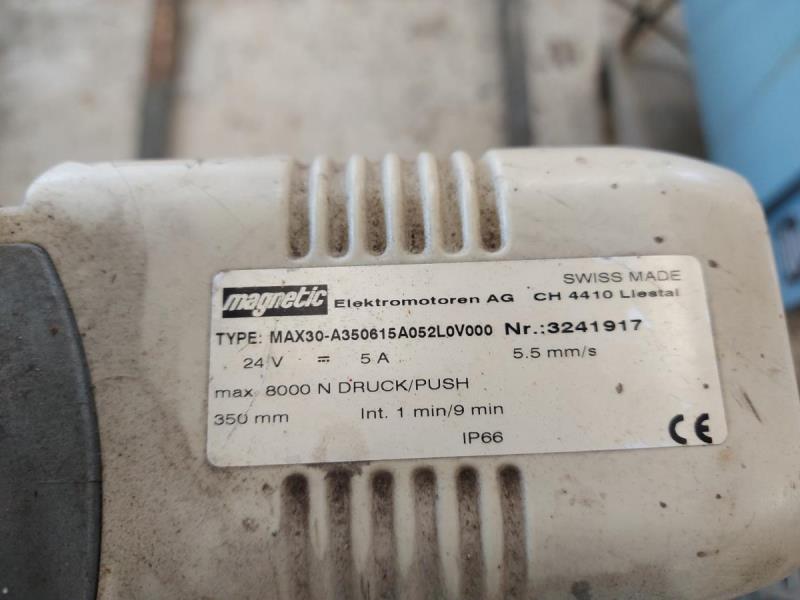 SWISS MADE
magnetic Elektromotoren AG CH 4410 Liestal
TYPE: MAX30-A350615A052L0V000 Nr.:3241917
24 V ⎓ 5 A 5.5 mm/s
max. 8000 N DRUCK/PUSH
350 mm Int. 1 min/9 min
IP66 CE